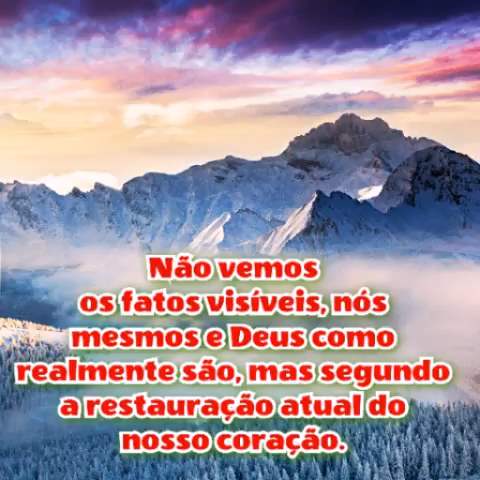 Não vemos
os fatos visíveis, nós
mesmos e Deus como
realmente são, mas segundo
a restauração atual do
nosso coração.